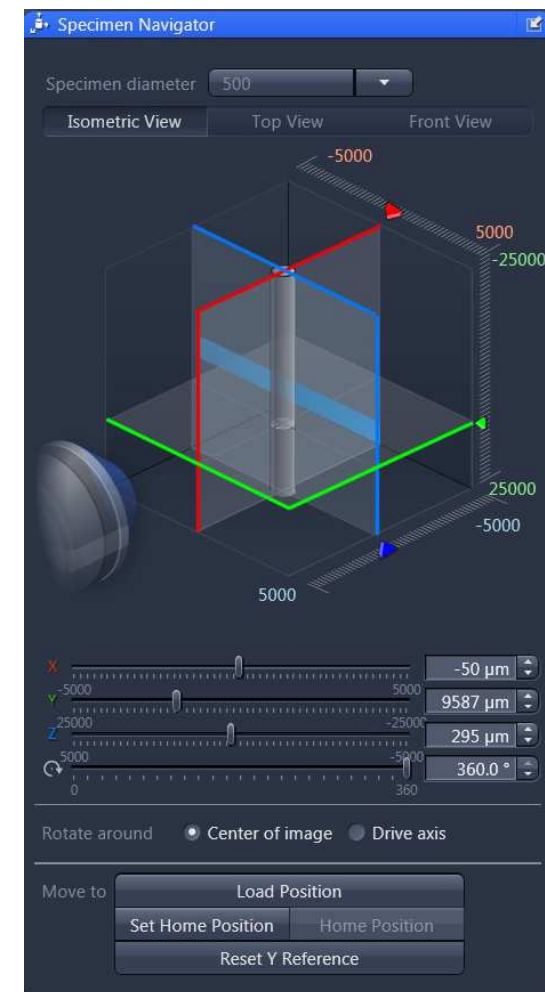 Specimen Navigator
Specimen diameter 500
Isometric View Top View Front View
-5000
5000
-25000
25000
-5000
5000
X -50 µm
-5000 5000
Y 9587 µm
25000 -25000
Z 295 µm
5000 -5000
360.0 °
0 360
Rotate around Center of image Drive axis
Move to Load Position
Set Home Position Home Position
Reset Y Reference